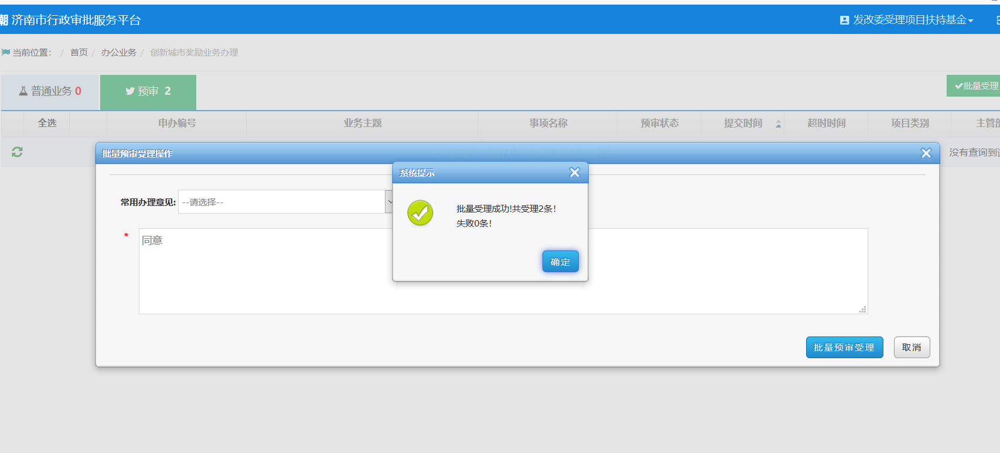 潮 济南市行政审批服务平台
发改委受理项目扶持基金
当前位置： / 首页 / 办公业务 / 创新城市奖励业务办理
普通业务 0
预审 2
批量受理
全选 申办编号 业务主题 事项名称 预审状态 提交时间 超时时间 项目类别 主管部
没有查询到
批量预审受理操作
系统提示
常用办理意见: --请选择--
批量受理成功!共受理2条!
失败0条!
* 同意
确定
批量预审受理 取消